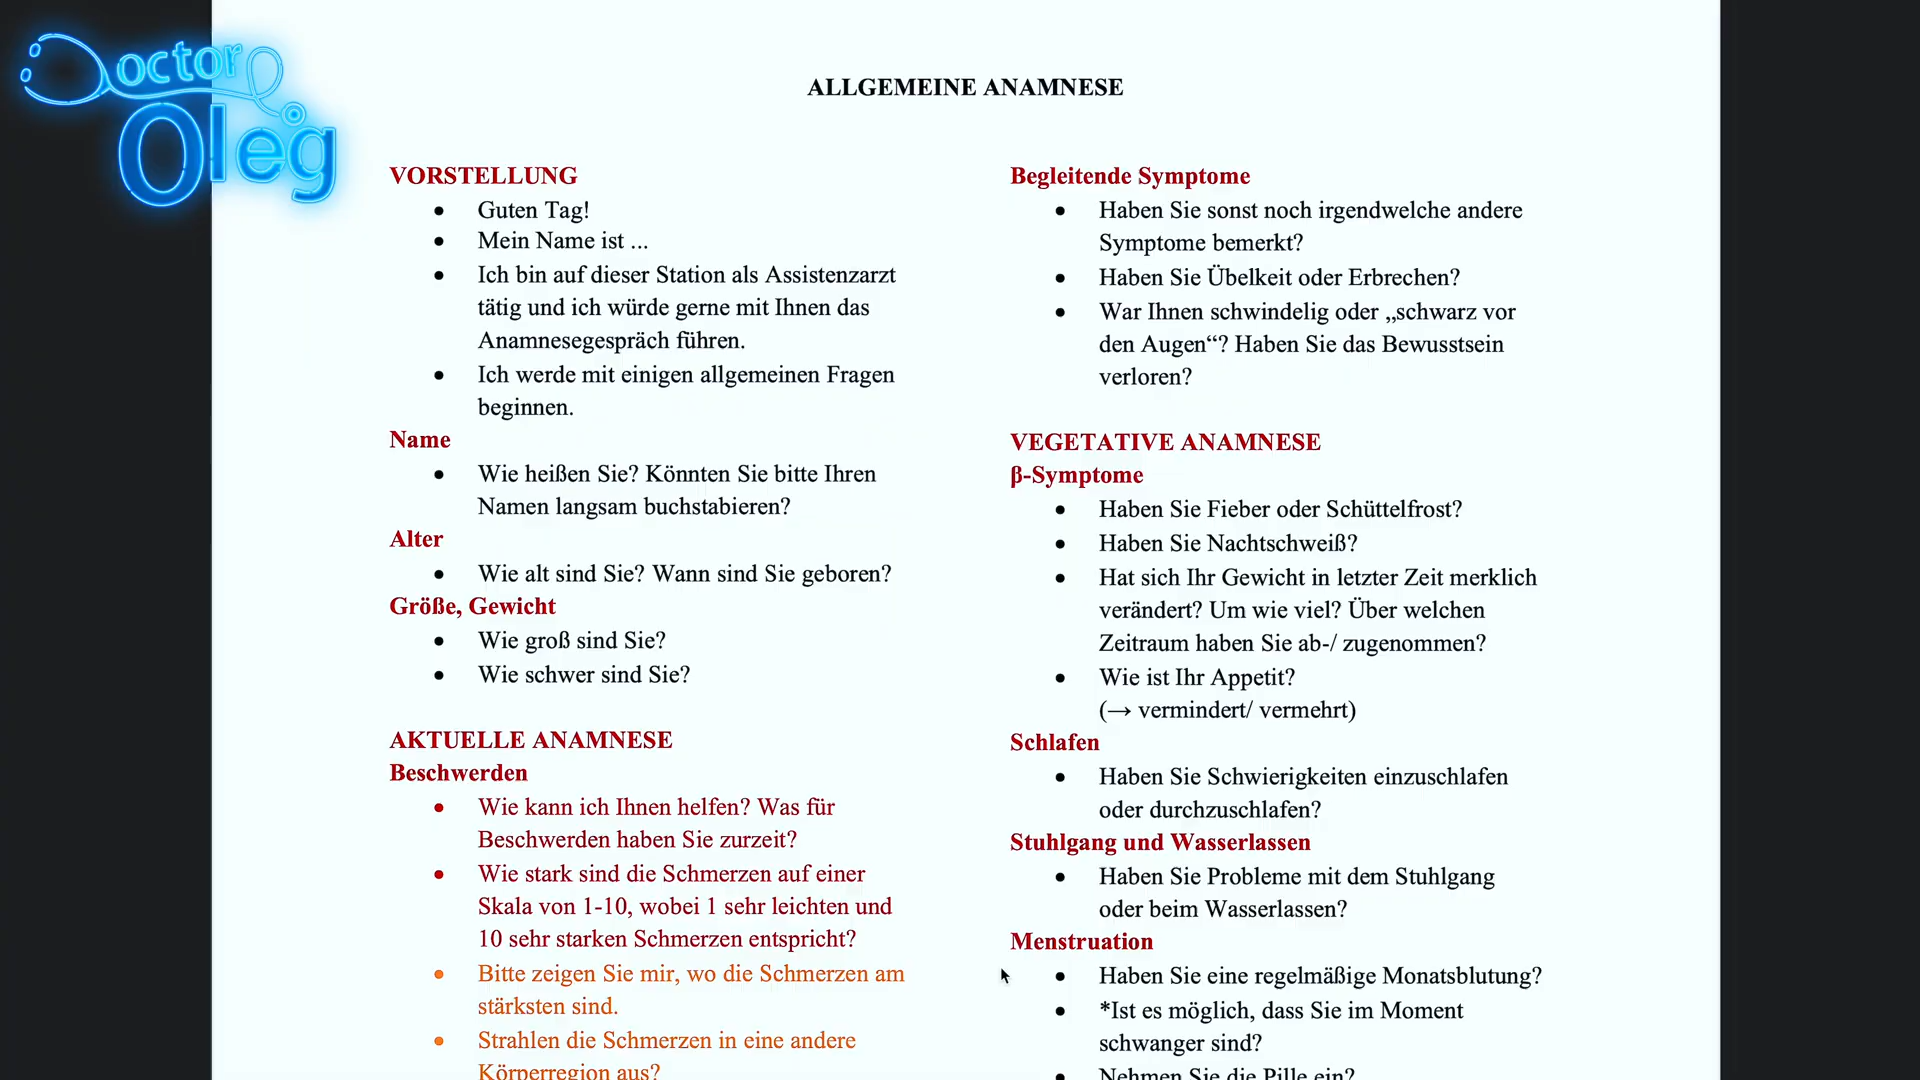 Doctor
Oleg
ALLGEMEINE ANAMNESE
VORSTELLUNG
• Guten Tag!
• Mein Name ist ...
• Ich bin auf dieser Station als Assistenzarzt
tätig und ich würde gerne mit Ihnen das
Anamnesegespräch führen.
• Ich werde mit einigen allgemeinen Fragen
beginnen.
Name
• Wie heißen Sie? Könnten Sie bitte Ihren
Namen langsam buchstabieren?
Alter
• Wie alt sind Sie? Wann sind Sie geboren?
Größe, Gewicht
• Wie groß sind Sie?
• Wie schwer sind Sie?
AKTUELLE ANAMNESE
Beschwerden
• Wie kann ich Ihnen helfen? Was für
Beschwerden haben Sie zurzeit?
• Wie stark sind die Schmerzen auf einer
Skala von 1-10, wobei 1 sehr leichten und
10 sehr starken Schmerzen entspricht?
• Bitte zeigen Sie mir, wo die Schmerzen am
stärksten sind.
• Strahlen die Schmerzen in eine andere
Körperregion aus?
Begleitende Symptome
• Haben Sie sonst noch irgendwelche andere
Symptome bemerkt?
• Haben Sie Übelkeit oder Erbrechen?
• War Ihnen schwindelig oder „schwarz vor
den Augen“? Haben Sie das Bewusstsein
verloren?
VEGETATIVE ANAMNESE
β-Symptome
• Haben Sie Fieber oder Schüttelfrost?
• Haben Sie Nachtschweiß?
• Hat sich Ihr Gewicht in letzter Zeit merklich
verändert? Um wie viel? Über welchen
Zeitraum haben Sie ab-/ zugenommen?
• Wie ist Ihr Appetit?
(→ vermindert/ vermehrt)
Schlafen
• Haben Sie Schwierigkeiten einzuschlafen
oder durchzuschlafen?
Stuhlgang und Wasserlassen
• Haben Sie Probleme mit dem Stuhlgang
oder beim Wasserlassen?
Menstruation
• Haben Sie eine regelmäßige Monatsblutung?
• *Ist es möglich, dass Sie im Moment
schwanger sind?
• Nehmen Sie die Pille ein?